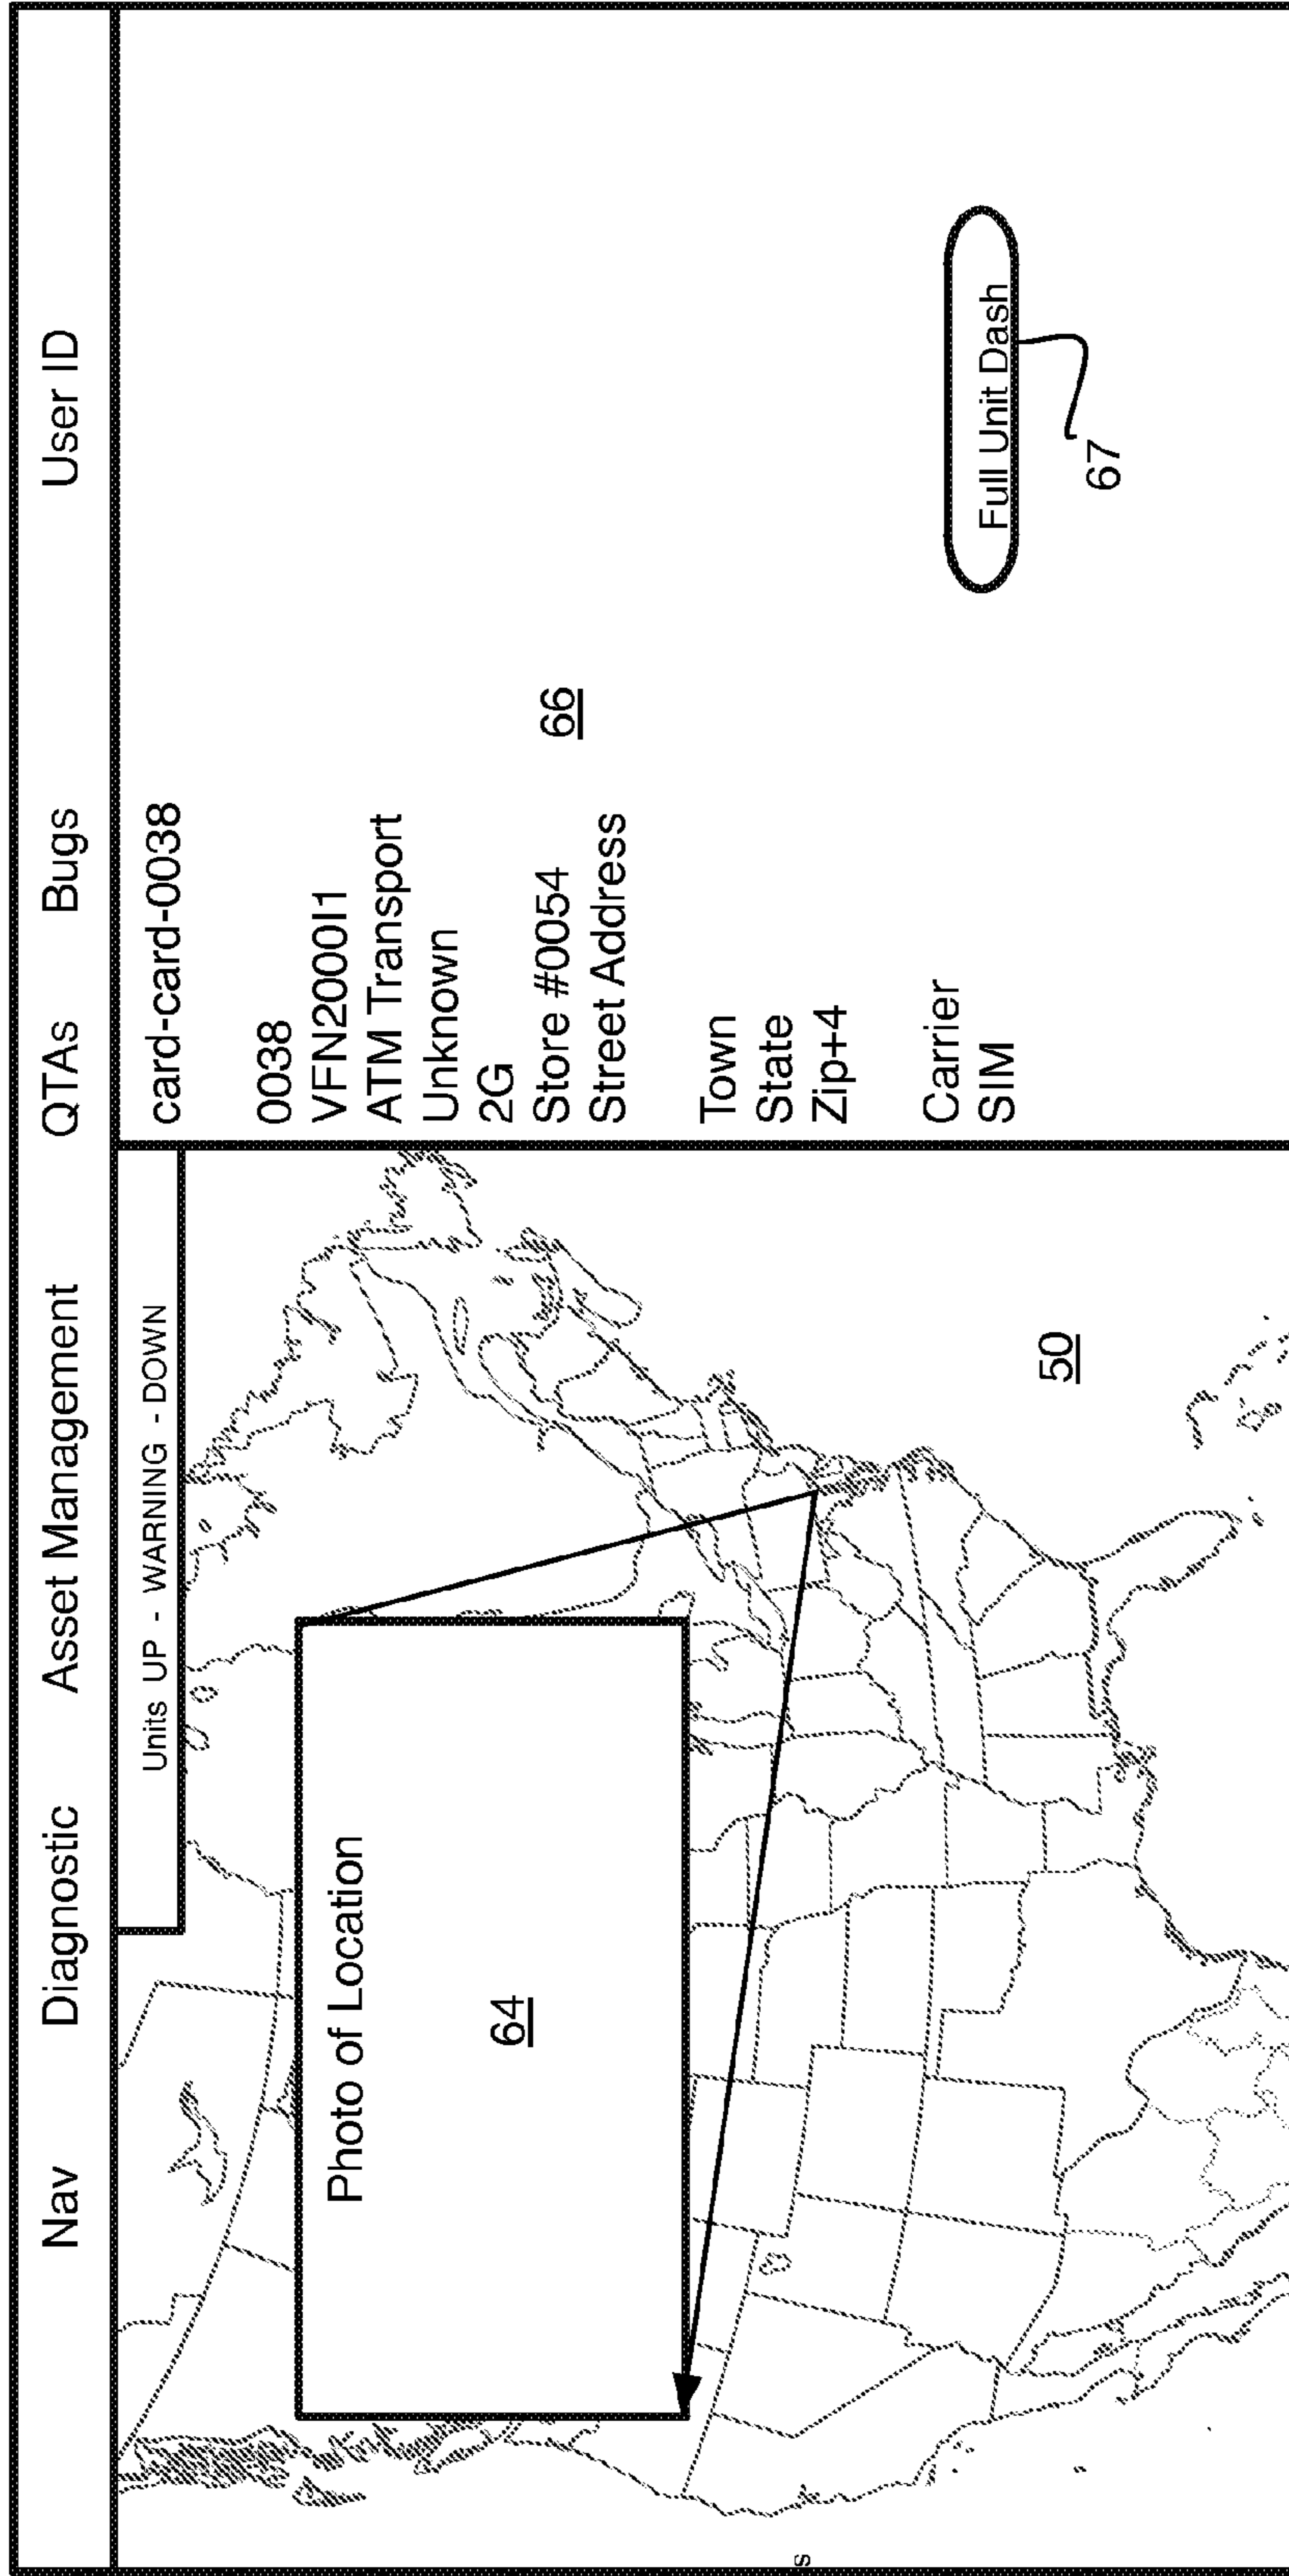 Nav Diagnostic Asset Management QTAs Bugs User ID
Units UP - WARNING - DOWN
Photo of Location
64
50
s
card-card-0038
0038
VFN2000I1
ATM Transport
Unknown
2G
Store #0054
66
Street Address
Town
State
Zip+4
Carrier
SIM
Full Unit Dash
67